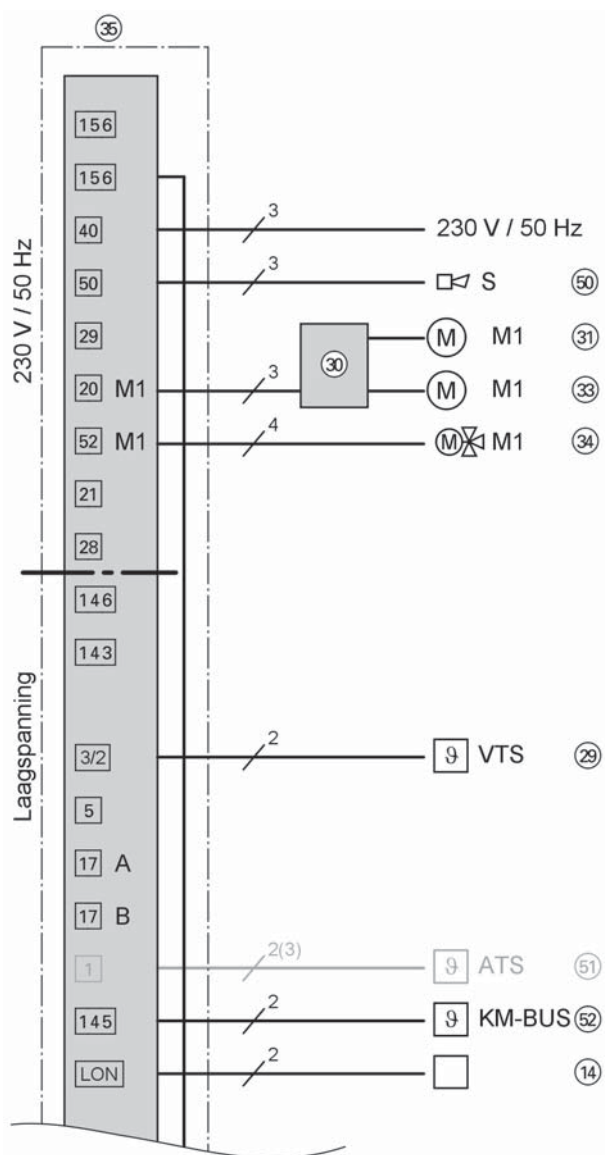 35
156
156
40 3 230 V / 50 Hz
50 3 S 50
29 M M1 31
30
20 M1 3 M M1 33
52 M1 4 M M1 34
21
28
230 V / 50 Hz
146
143
3/2 2 ϑ VTS 29
5
17 A
17 B
1 2(3) ϑ ATS 51
145 2 ϑ KM-BUS 52
LON 2 14
Laagspanning